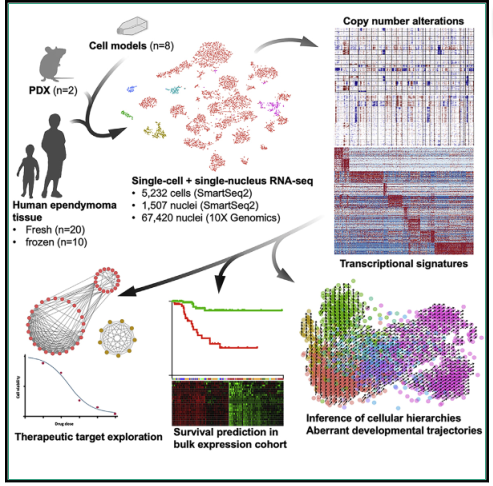 Copy number alterations
Cell models (n=8)
PDX (n=2)
Single-cell + single-nucleus RNA-seq
• 5,232 cells (SmartSeq2)
• 1,507 nuclei (SmartSeq2)
• 67,420 nuclei (10X Genomics)
Human ependymoma
tissue
• Fresh (n=20)
• frozen (n=10)
Transcriptional signatures
Cell viability
Drug dose
Therapeutic target exploration
Survival prediction in
bulk expression cohort
Inference of cellular hierarchies
Aberrant developmental trajectories